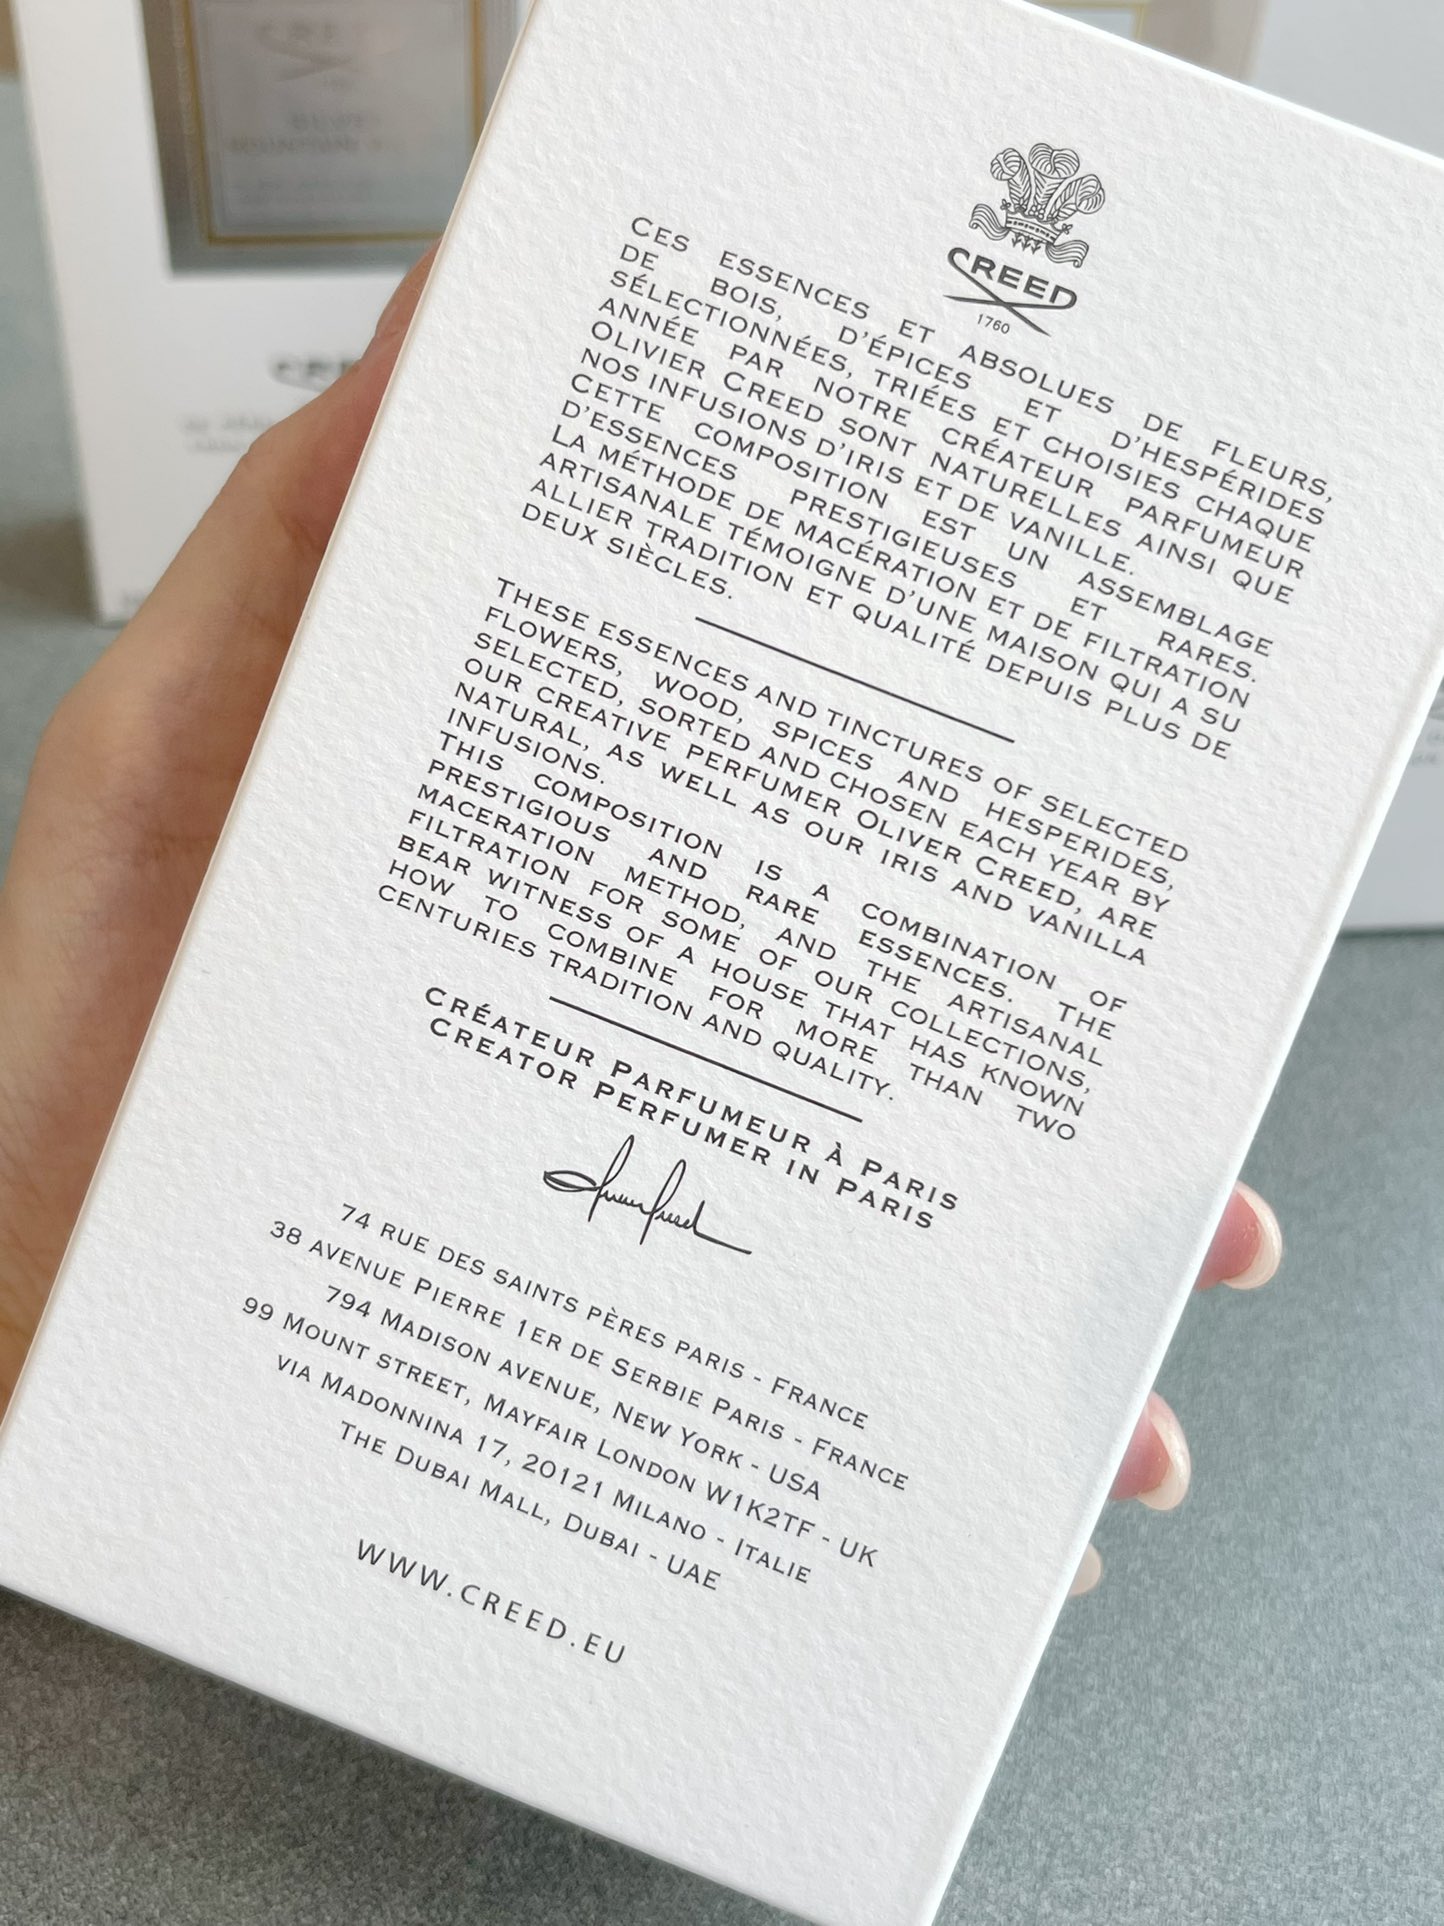 CREED
1760
CES ESSENCES ET ABSOLUES DE FLEURS,
DE BOIS, D'ÉPICES ET D'HESPÉRIDES
SÉLECTIONNÉES, TRIÉES ET CHOISIES CHAQUE
ANNÉE PAR NOTRE CRÉATEUR PARFUMEUR
OLIVIER CREED SONT NATURELLES AINSI QUE
NOS INFUSIONS D'IRIS ET DE VANILLE.
CETTE COMPOSITION EST UN ASSEMBLAGE
D'ESSENCES PRESTIGIEUSES ET RARES.
LA MÉTHODE DE MACÉRATION ET DE FILTRATION
ARTISANALE TÉMOIGNE D'UNE MAISON QUI A SU
ALLIER TRADITION ET QUALITÉ DEPUIS PLUS DE
DEUX SIÈCLES.
THESE ESSENCES AND TINCTURES OF SELECTED
FLOWERS, WOOD, SPICES AND HESPERIDES,
SELECTED, SORTED AND CHOSEN EACH YEAR BY
OUR CREATIVE PERFUMER OLIVER CREED, ARE
NATURAL, AS WELL AS OUR IRIS AND VANILLA
INFUSIONS.
THIS COMPOSITION IS A COMBINATION OF
PRESTIGIOUS AND RARE ESSENCES. THE
MACERATION METHOD, AND THE ARTISANAL
FILTRATION FOR SOME OF OUR COLLECTIONS,
BEAR WITNESS OF A HOUSE THAT HAS KNOWN
HOW TO COMBINE FOR MORE THAN TWO
CENTURIES TRADITION AND QUALITY.
CRÉATEUR PARFUMEUR À PARIS
CREATOR PERFUMER IN PARIS
74 RUE DES SAINTS PÈRES PARIS - FRANCE
38 AVENUE PIERRE 1ER DE SERBIE PARIS - FRANCE
794 MADISON AVENUE, NEW YORK - USA
99 MOUNT STREET, MAYFAIR LONDON W1K2TF - UK
VIA MADONNINA 17, 20121 MILANO - ITALIE
THE DUBAI MALL, DUBAI - UAE
WWW.CREED.EU